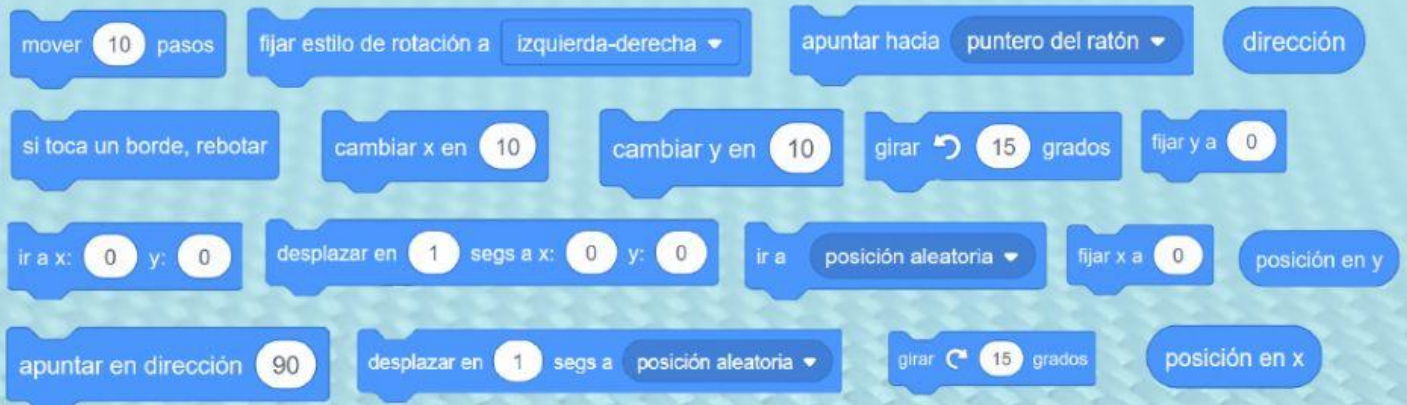 mover 10 pasos
fijar estilo de rotación a izquierda-derecha
apuntar hacia puntero del ratón
dirección
si toca un borde, rebotar
cambiar x en 10
cambiar y en 10
girar 15 grados
fijar y a 0
ir a x: 0 y: 0
desplazar en 1 segs a x: 0 y: 0
ir a posición aleatoria
fijar x a 0
posición en y
apuntar en dirección 90
desplazar en 1 segs a posición aleatoria
girar 15 grados
posición en x